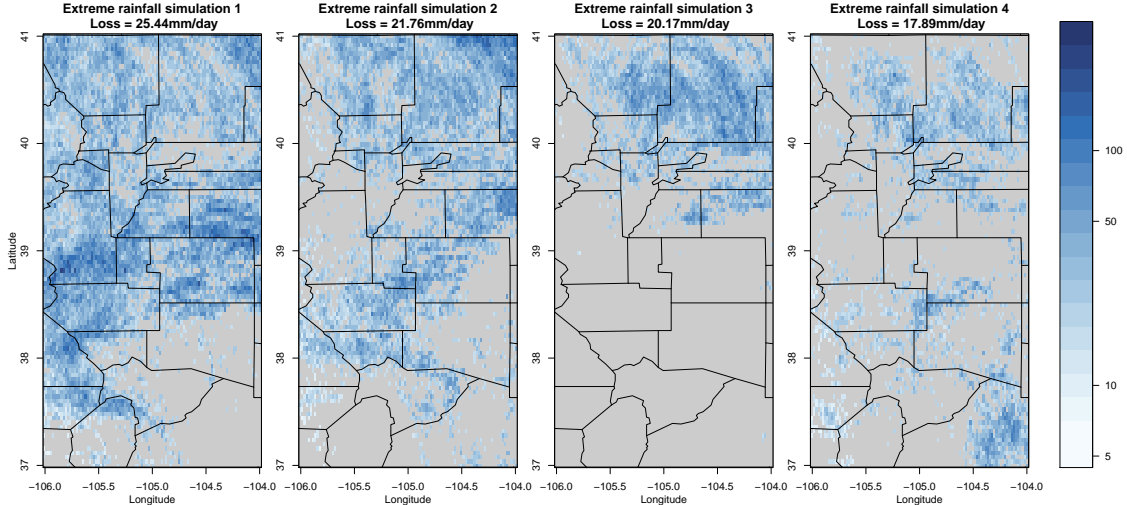 Extreme rainfall simulation 1
Loss = 25.44mm/day
Extreme rainfall simulation 2
Loss = 21.76mm/day
Extreme rainfall simulation 3
Loss = 20.17mm/day
Extreme rainfall simulation 4
Loss = 17.89mm/day
Latitude
41
40
39
38
37
−106.0 −105.5 −105.0 −104.5 −104.0
Longitude
41
40
39
38
37
−106.0 −105.5 −105.0 −104.5 −104.0
Longitude
41
40
39
38
37
−106.0 −105.5 −105.0 −104.5 −104.0
Longitude
41
40
39
38
37
−106.0 −105.5 −105.0 −104.5 −104.0
Longitude
100
50
10
5